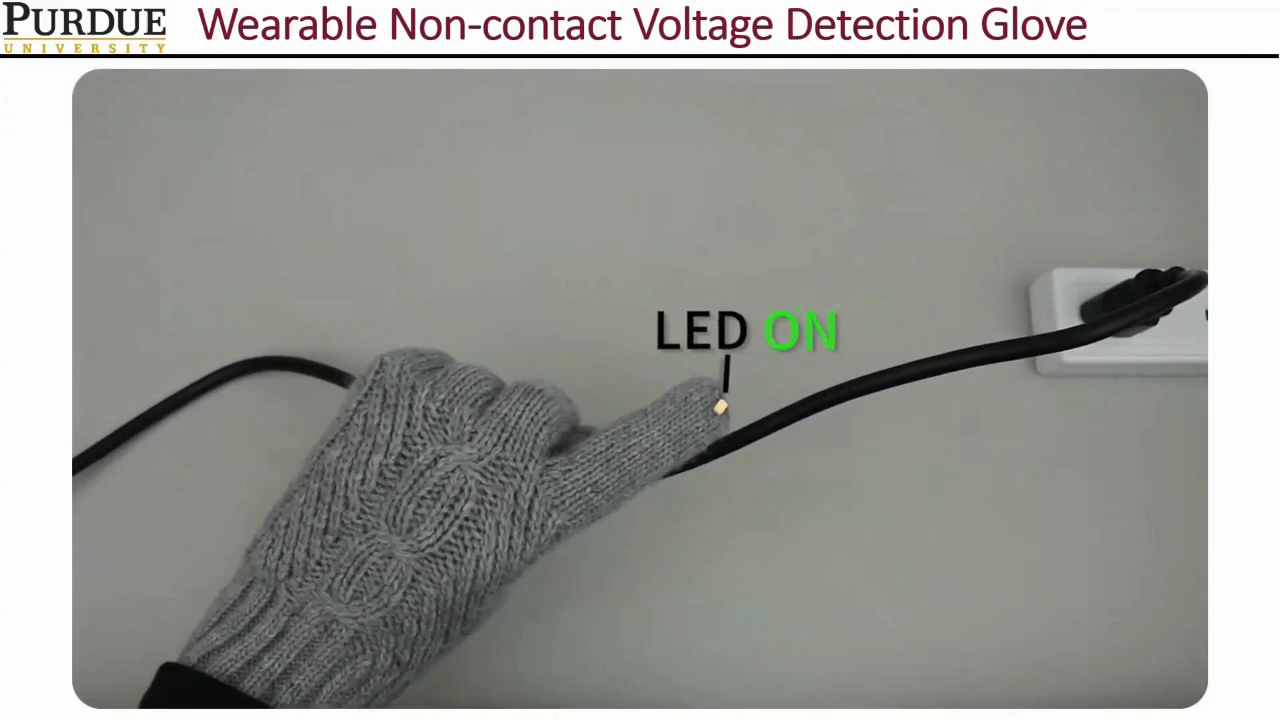 PURDUE
UNIVERSITY
Wearable Non-contact Voltage Detection Glove
LED ON